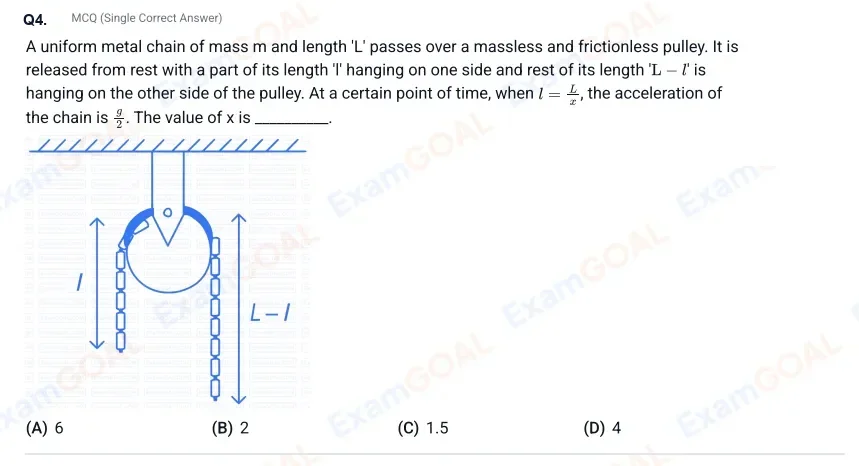 Q4. MCQ (Single Correct Answer)
A uniform metal chain of mass m and length 'L' passes over a massless and frictionless pulley. It is
released from rest with a part of its length 'l' hanging on one side and rest of its length 'L − l' is
hanging on the other side of the pulley. At a certain point of time, when l = L/x, the acceleration of
the chain is g/2. The value of x is __________.
l
L – l
(A) 6 (B) 2 (C) 1.5 (D) 4
ExamGOAL